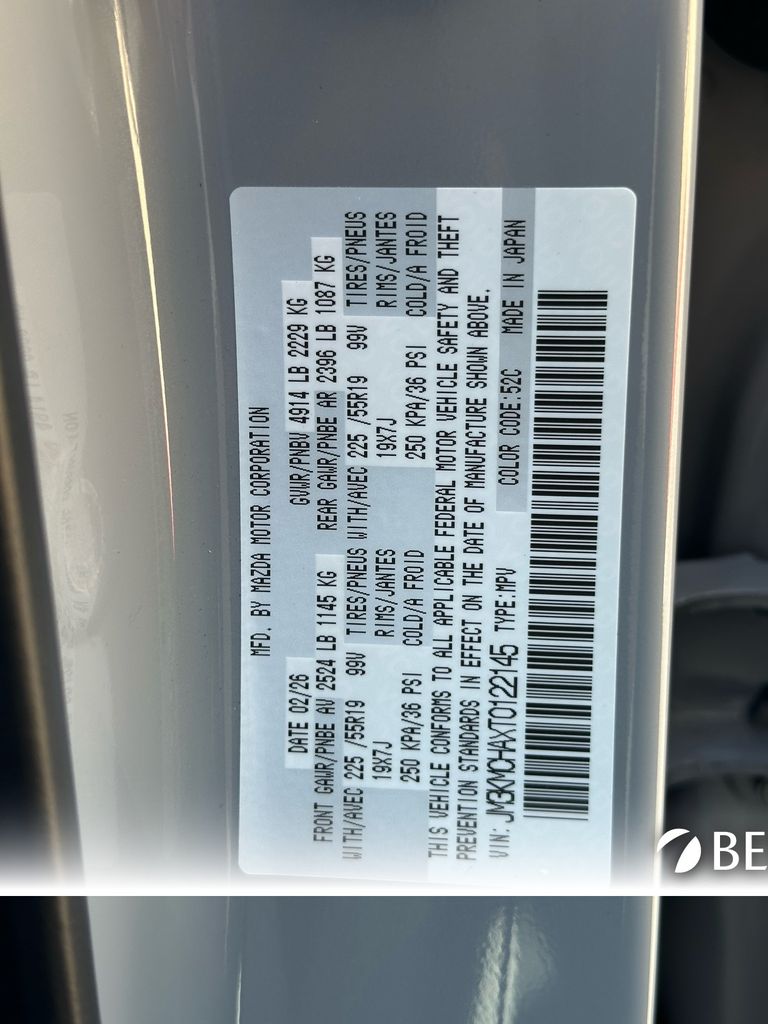 MFD. BY MAZDA MOTOR CORPORATION
DATE 02/26 GVWR/PNBV 4914 LB 2229 KG
FRONT GAWR/PNBE AV 2524 LB 1145 KG REAR GAWR/PNBE AR 2396 LB 1087 KG
WITH/AVEC 225 /55R19 99V TIRES/PNEUS WITH/AVEC 225 /55R19 99V TIRES/PNEUS
19X7J RIMS/JANTES 19X7J RIMS/JANTES
250 KPA/36 PSI COLD/A FROID 250 KPA/36 PSI COLD/A FROID
THIS VEHICLE CONFORMS TO ALL APPLICABLE FEDERAL MOTOR VEHICLE SAFETY AND THEFT
PREVENTION STANDARDS IN EFFECT ON THE DATE OF MANUFACTURE SHOWN ABOVE.
VIN: JM3KMCHAXT0122145 TYPE:MPV COLOR CODE:52C MADE IN JAPAN
BE